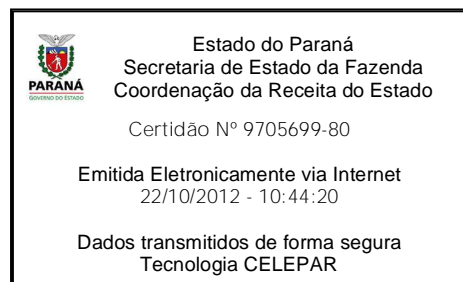 Estado do Paraná
Secretaria de Estado da Fazenda
Coordenação da Receita do Estado
PARANÁ
GOVERNO DO ESTADO
Certidão Nº 9705699-80
Emitida Eletronicamente via Internet
22/10/2012 - 10:44:20
Dados transmitidos de forma segura
Tecnologia CELEPAR